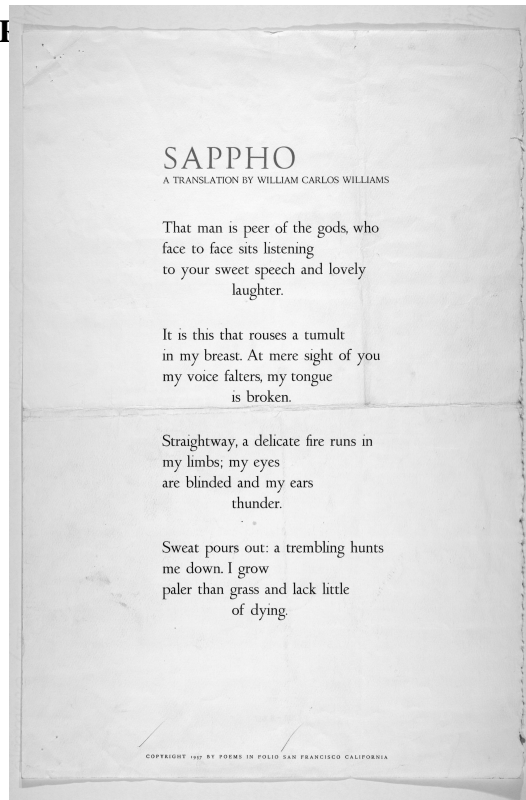 SAPPHO
A TRANSLATION BY WILLIAM CARLOS WILLIAMS
That man is peer of the gods, who
face to face sits listening
to your sweet speech and lovely
laughter.
It is this that rouses a tumult
in my breast. At mere sight of you
my voice falters, my tongue
is broken.
Straightway, a delicate fire runs in
my limbs; my eyes
are blinded and my ears
thunder.
Sweat pours out: a trembling hunts
me down. I grow
paler than grass and lack little
of dying.
COPYRIGHT 1957 BY POEMS IN FOLIO SAN FRANCISCO CALIFORNIA